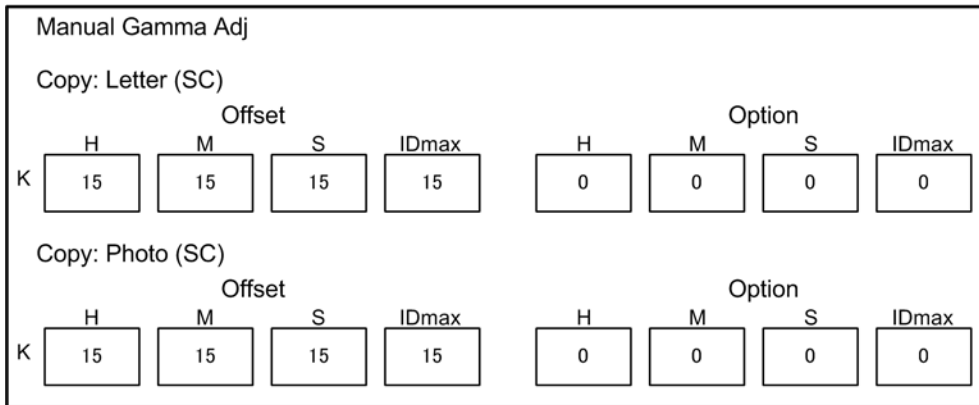 Manual Gamma Adj
Copy: Letter (SC)
Offset Option
H M S IDmax H M S IDmax
K 15 15 15 15 0 0 0 0
Copy: Photo (SC)
Offset Option
H M S IDmax H M S IDmax
K 15 15 15 15 0 0 0 0